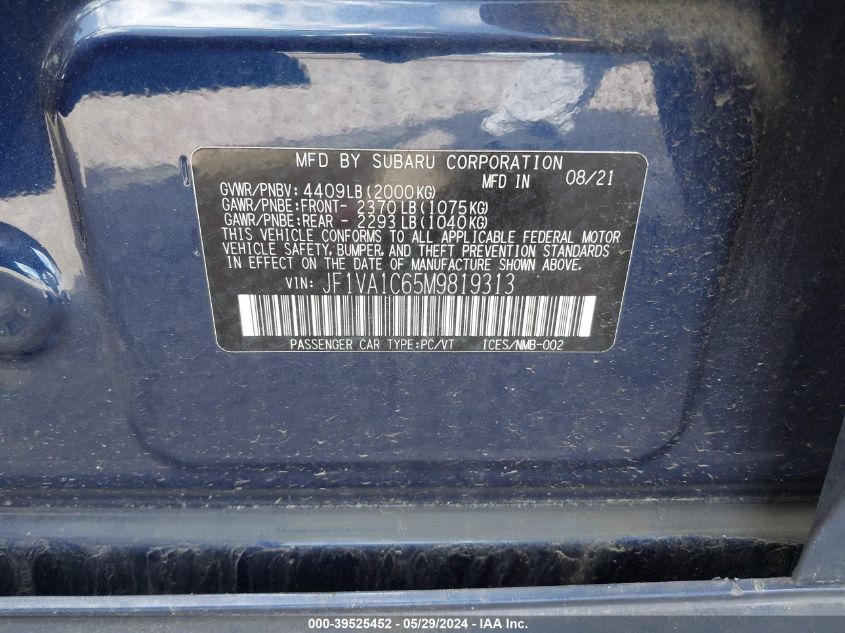 MFD BY SUBARU CORPORATION
MFD IN 08/21
GVWR/PNBV: 4409LB(2000KG)
GAWR/PNBE:FRONT- 2370LB(1075KG)
GAWR/PNBE:REAR - 2293LB(1040KG)
THIS VEHICLE CONFORMS TO ALL APPLICABLE FEDERAL MOTOR
VEHICLE SAFETY, BUMPER, AND THEFT PREVENTION STANDARDS
IN EFFECT ON THE DATE OF MANUFACTURE SHOWN ABOVE.
VIN: JF1VA1C65M9819313
PASSENGER CAR TYPE:PC/VT ICES/NMB-002
000-39525452 - 05/29/2024 - IAA Inc.